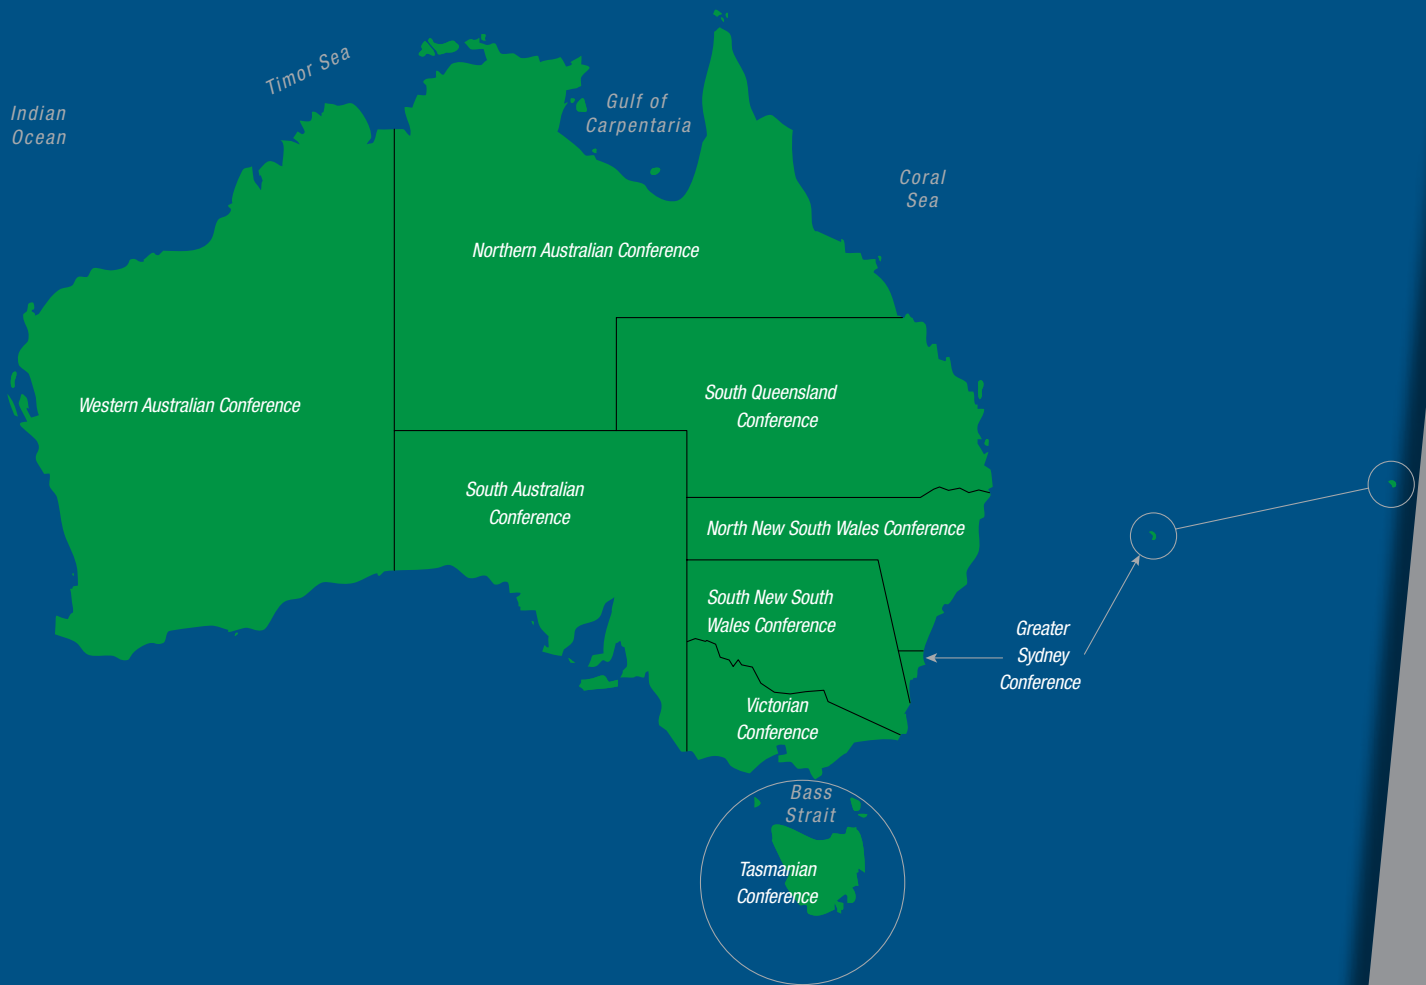 Timor Sea
Indian
Ocean
Gulf of
Carpentaria
Coral
Sea
Northern Australian Conference
Western Australian Conference
South Queensland
Conference
South Australian
Conference
North New South Wales Conference
South New South
Wales Conference
Greater
Sydney
Conference
Victorian
Conference
Bass
Strait
Tasmanian
Conference